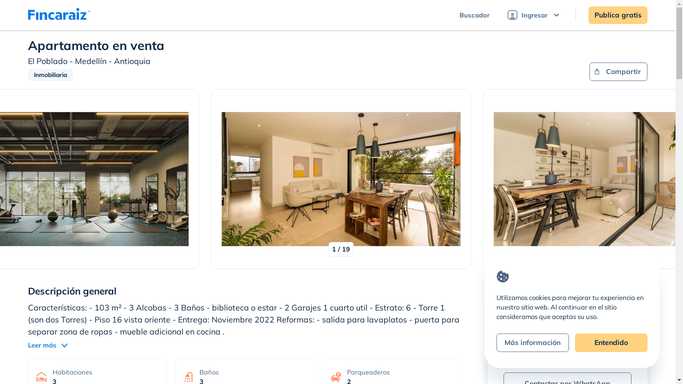 Fincaraiz
Buscador
Ingresar
Publica gratis
Apartamento en venta
El Poblado - Medellín - Antioquia
Inmobiliaria
Compartir
1 / 19
Descripción general
Características: - 103 m² - 3 Alcobas - 3 Baños - biblioteca o estar - 2 Garajes 1 cuarto util - Estrato: 6 - Torre 1
(son dos Torres) - Piso 16 vista oriente - Entrega: Noviembre 2022 Reformas: - salida para lavaplatos - puerta para
separar zona de ropas - mueble adicional en cocina .
Leer más
Habitaciones
3
Baños
3
Parqueaderos
2
Utilizamos cookies para mejorar tu experiencia en
nuestro sitio web. Al continuar en el sitio
consideramos que aceptas su uso.
Más información
Entendido
Contactar por WhatsApp